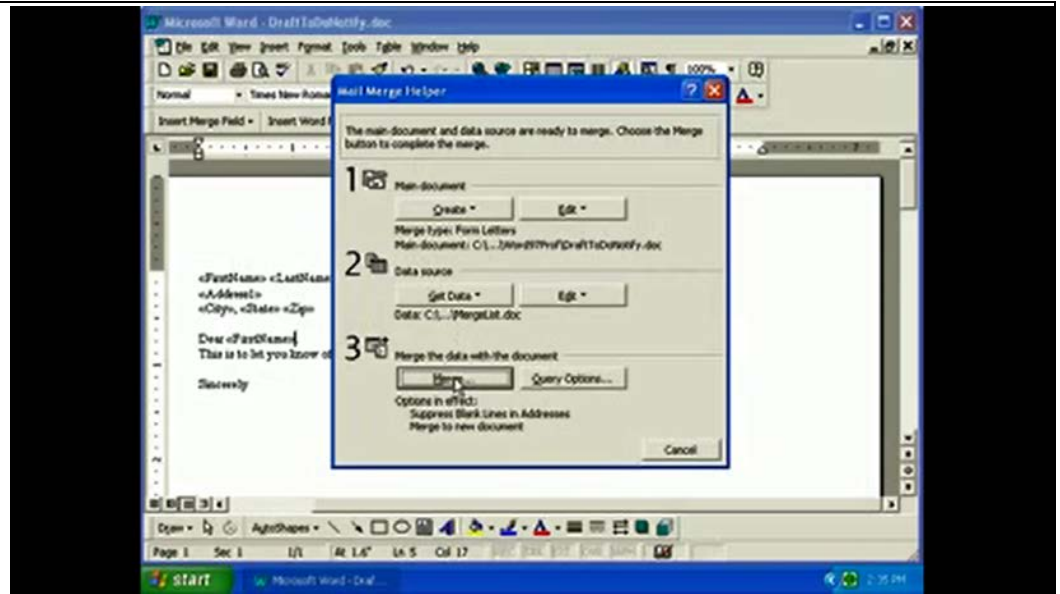 Microsoft Word - DraftToDoNotify.doc
File Edit View Insert Format Tools Table Window Help
100%
Normal Times New Roma
Insert Merge Field Insert Word
Mail Merge Helper
The main document and data source are ready to merge. Choose the Merge
button to complete the merge.
1 Main document
Create Edit
Merge type: Form Letters
Main document: C:\...\Word97Prof\DraftToDoNotify.doc
2 Data source
Get Data Edit
Data: C:\...\MergeList.doc
3 Merge the data with the document
Merge... Query Options...
Options in effect:
Suppress Blank Lines in Addresses
Merge to new document
Cancel
«FirstName» «LastName
«Address1»
«City», «State» «Zip»
Dear «FirstName»,
This is to let you know of
Sincerely
Draw AutoShapes
Page 1 Sec 1 1/1 At 1.6" Ln 5 Col 17
start Microsoft Word - Draf... 2:35 PM